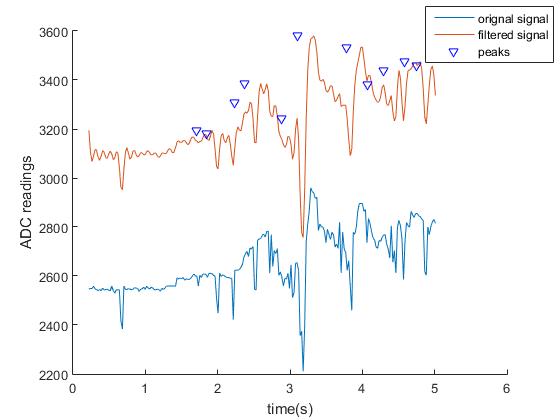 orignal signal
filtered signal
peaks
3600
3400
3200
3000
2800
2600
2400
2200
ADC readings
0 1 2 3 4 5 6
time(s)